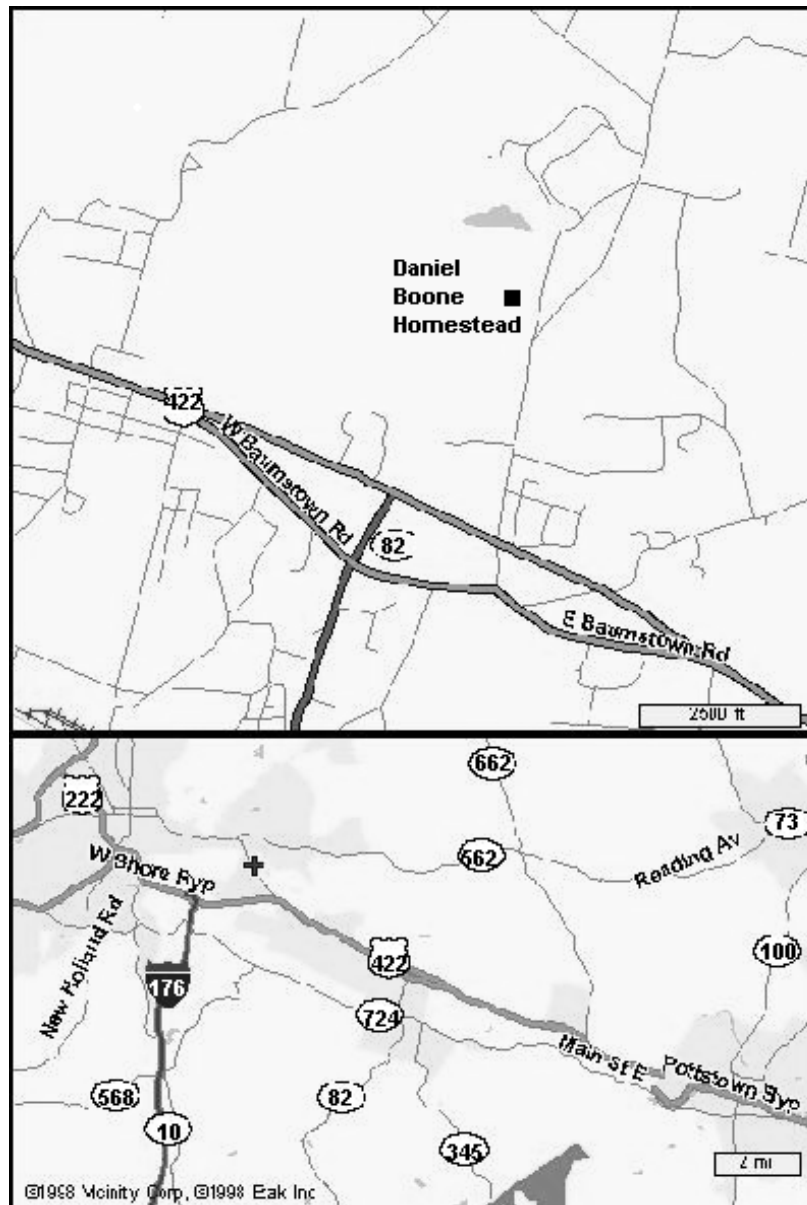 Daniel
Boone
Homestead
422
W Baumstown Rd
82
E Baumstown Rd
2500 ft
662
222
73
562
W Shore Byp
Reading Av
New Holland Rd
422
100
176
724
Main St E
Pottstown Byp
568
82
10
345
2 mi
©1998 Vicinity Corp, ©1998 Etak Inc